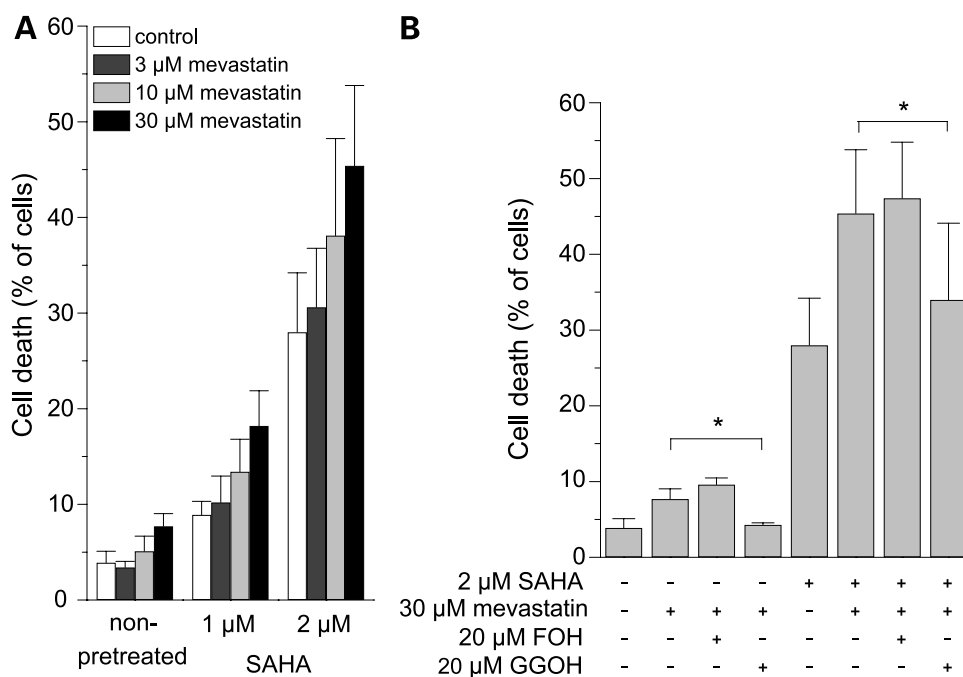 A
Cell death (% of cells)
60
50
40
30
20
10
0
control
3 µM mevastatin
10 µM mevastatin
30 µM mevastatin
non-
pretreated
1 µM
2 µM
SAHA
B
Cell death (% of cells)
60
50
40
30
20
10
0
*
*
2 µM SAHA - - - - + + + +
30 µM mevastatin - + + + - + + +
20 µM FOH - - + - - - + -
20 µM GGOH - - - + - - - +